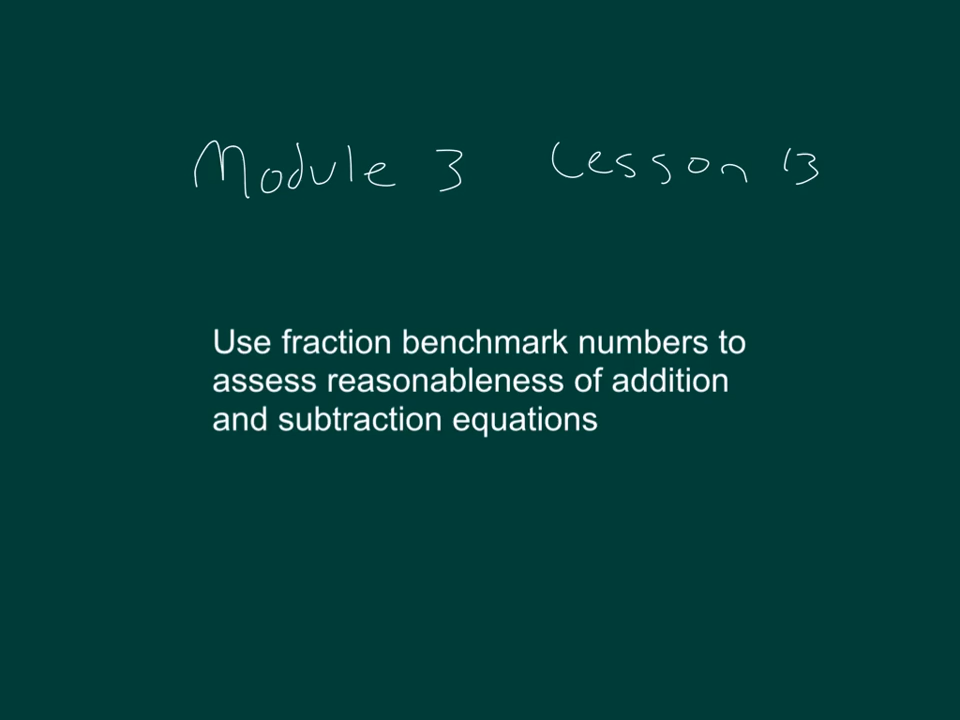 Module 3 Lesson 13
Use fraction benchmark numbers to
assess reasonableness of addition
and subtraction equations